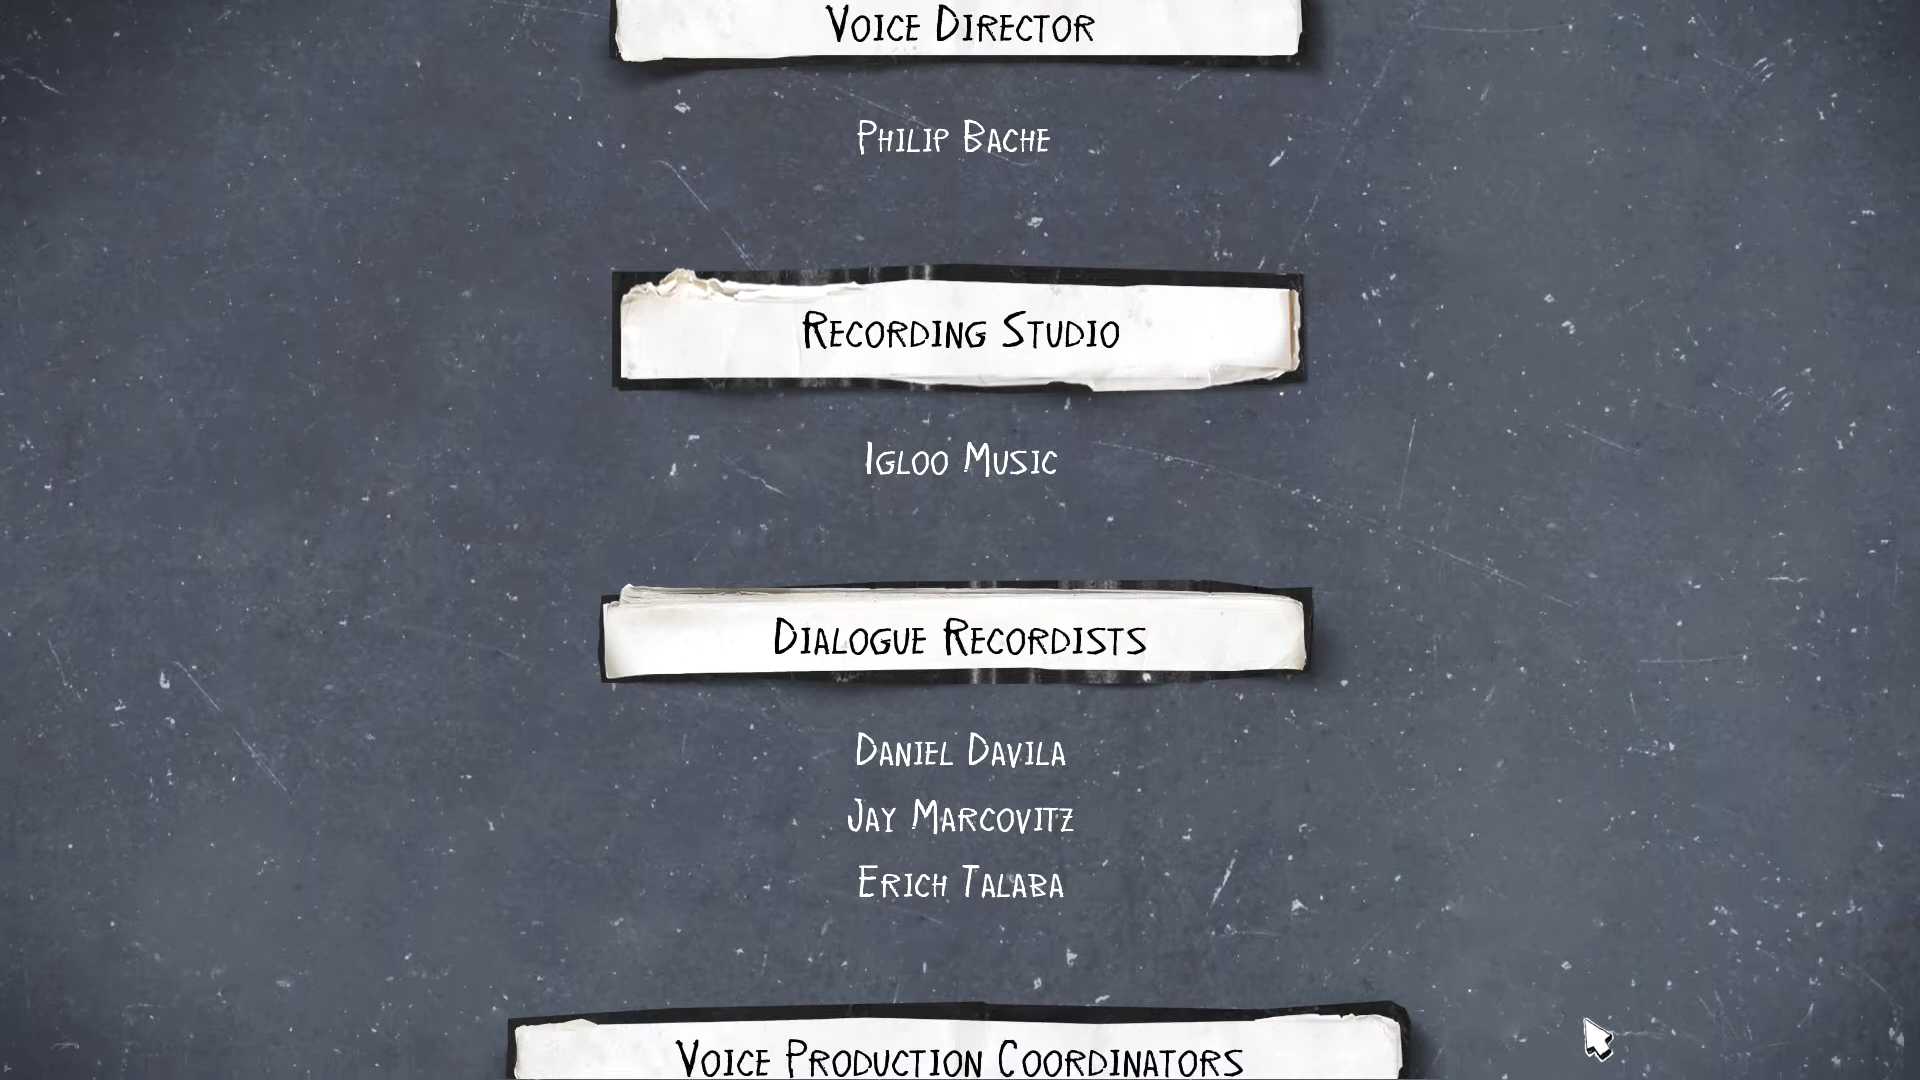 Voice Director
Philip Bache
Recording Studio
Igloo Music
Dialogue Recordists
Daniel Davila
Jay Marcovitz
Erich Talaba
Voice Production Coordinators